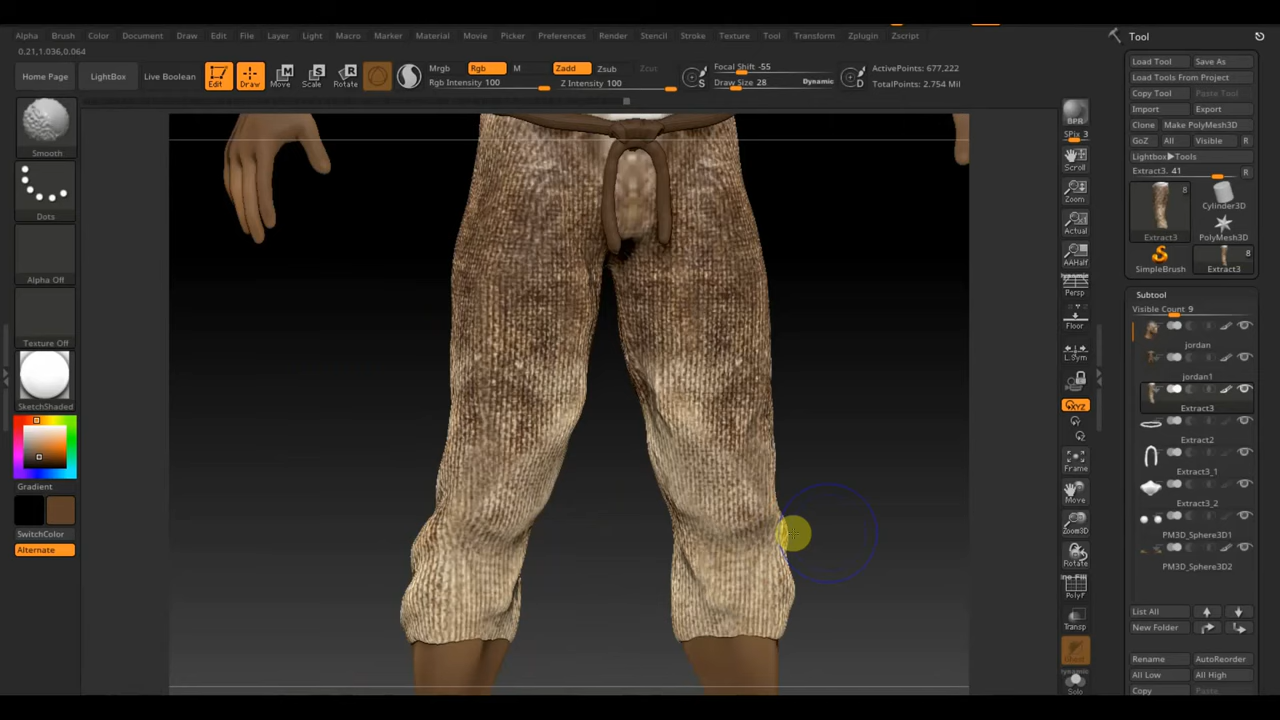 Alpha Brush Color Document Draw Edit File Layer Light Macro Marker Material Movie Picker Preferences Render Stencil Stroke Texture Tool Transform Zplugin Zscript
Tool
0.21,1.036,0.064
Home Page LightBox Live Boolean Edit Draw Move Scale Rotate
Mrgb Rgb M Zadd Zsub Zcut
Rgb Intensity 100 Z Intensity 100
Focal Shift -55
Draw Size 28 Dynamic
S
D
ActivePoints: 677,222
TotalPoints: 2.754 Mil
Smooth
Dots
Alpha Off
Texture Off
SketchShaded
Gradient
SwitchColor
Alternate
BPR
SPix 3
Scroll
Zoom
Actual
AAHalf
Dynamic
Persp
Floor
L.Sym
XYZ
Frame
Move
Zoom3D
Rotate
PolyF
Transp
Ghost
Dynamic
Solo
Load Tool Save As
Load Tools From Project
Copy Tool Paste Tool
Import Export
Clone Make PolyMesh3D
GoZ All Visible R
Lightbox▶Tools
Extract3. 41 R
8
Extract3
Cylinder3D
PolyMesh3D
SimpleBrush
8
Extract3
Subtool
Visible Count 9
jordan
jordan1
Extract3
Extract2
Extract3_1
Extract3_2
PM3D_Sphere3D1
PM3D_Sphere3D2
List All
New Folder
Rename AutoReorder
All Low All High
Copy Paste